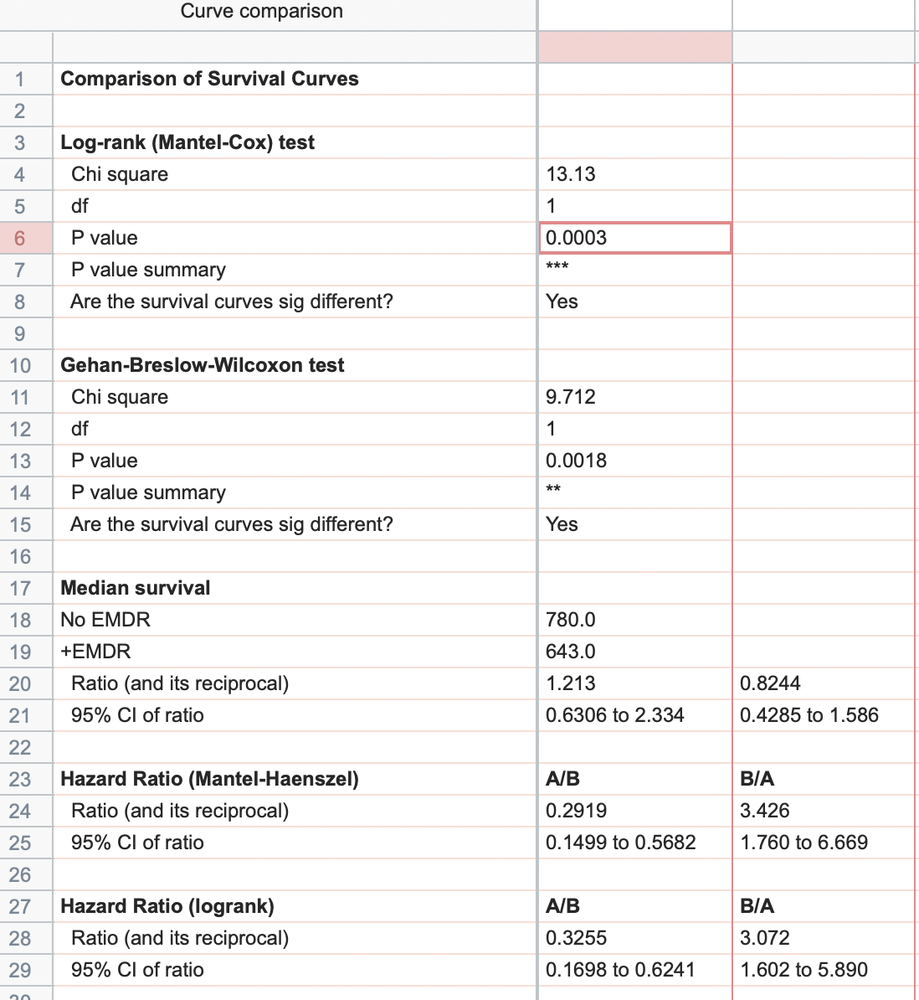 Curve comparison
1 Comparison of Survival Curves
2
3 Log-rank (Mantel-Cox) test
4 Chi square 13.13
5 df 1
6 P value 0.0003
7 P value summary ***
8 Are the survival curves sig different? Yes
9
10 Gehan-Breslow-Wilcoxon test
11 Chi square 9.712
12 df 1
13 P value 0.0018
14 P value summary **
15 Are the survival curves sig different? Yes
16
17 Median survival
18 No EMDR 780.0
19 +EMDR 643.0
20 Ratio (and its reciprocal) 1.213 0.8244
21 95% CI of ratio 0.6306 to 2.334 0.4285 to 1.586
22
23 Hazard Ratio (Mantel-Haenszel) A/B B/A
24 Ratio (and its reciprocal) 0.2919 3.426
25 95% CI of ratio 0.1499 to 0.5682 1.760 to 6.669
26
27 Hazard Ratio (logrank) A/B B/A
28 Ratio (and its reciprocal) 0.3255 3.072
29 95% CI of ratio 0.1698 to 0.6241 1.602 to 5.890